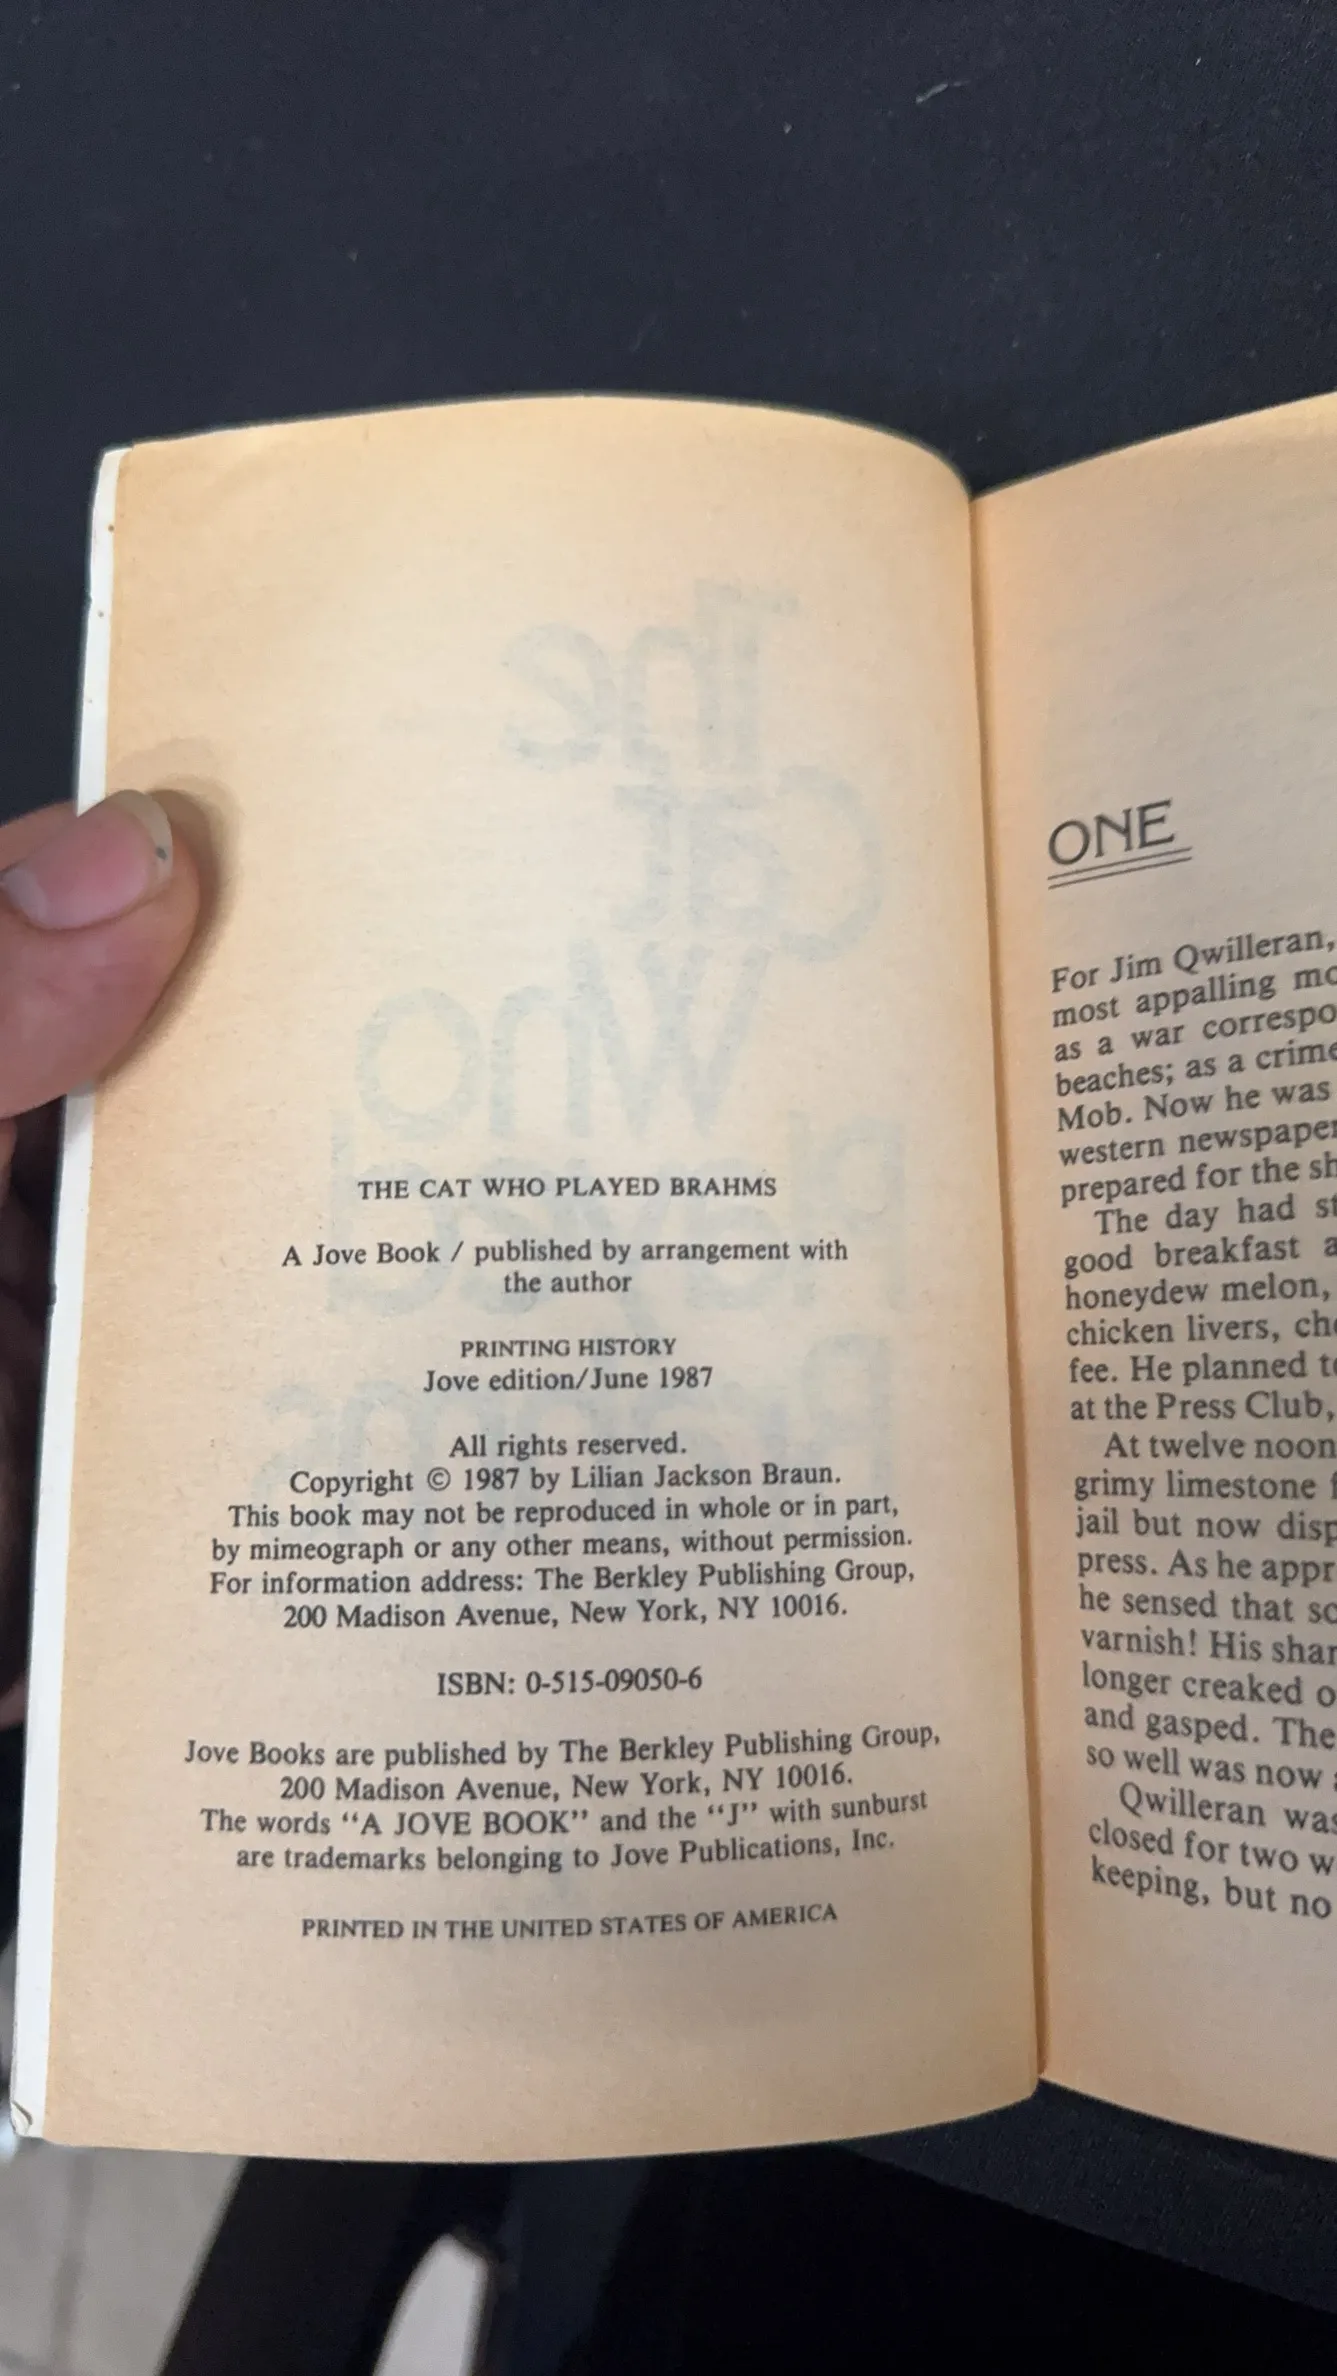 THE CAT WHO PLAYED BRAHMS
A Jove Book / published by arrangement with
the author
PRINTING HISTORY
Jove edition/June 1987
All rights reserved.
Copyright © 1987 by Lilian Jackson Braun.
This book may not be reproduced in whole or in part,
by mimeograph or any other means, without permission.
For information address: The Berkley Publishing Group,
200 Madison Avenue, New York, NY 10016.
ISBN: 0-515-09050-6
Jove Books are published by The Berkley Publishing Group,
200 Madison Avenue, New York, NY 10016.
The words "A JOVE BOOK" and the "J" with sunburst
are trademarks belonging to Jove Publications, Inc.
PRINTED IN THE UNITED STATES OF AMERICA
ONE
For Jim Qwilleran,
most appalling
as a war
beaches; as a
Mob. Now he was
western
prepared for the
The day had
good breakfast
honeydew melon,
chicken livers,
fee. He planned
at the Press Club,
At twelve noon
grimy limestone
jail but now
press. As he
he sensed that
varnish! His
longer creaked
and gasped. The
so well was now
Qwilleran was
closed for two
keeping, but no